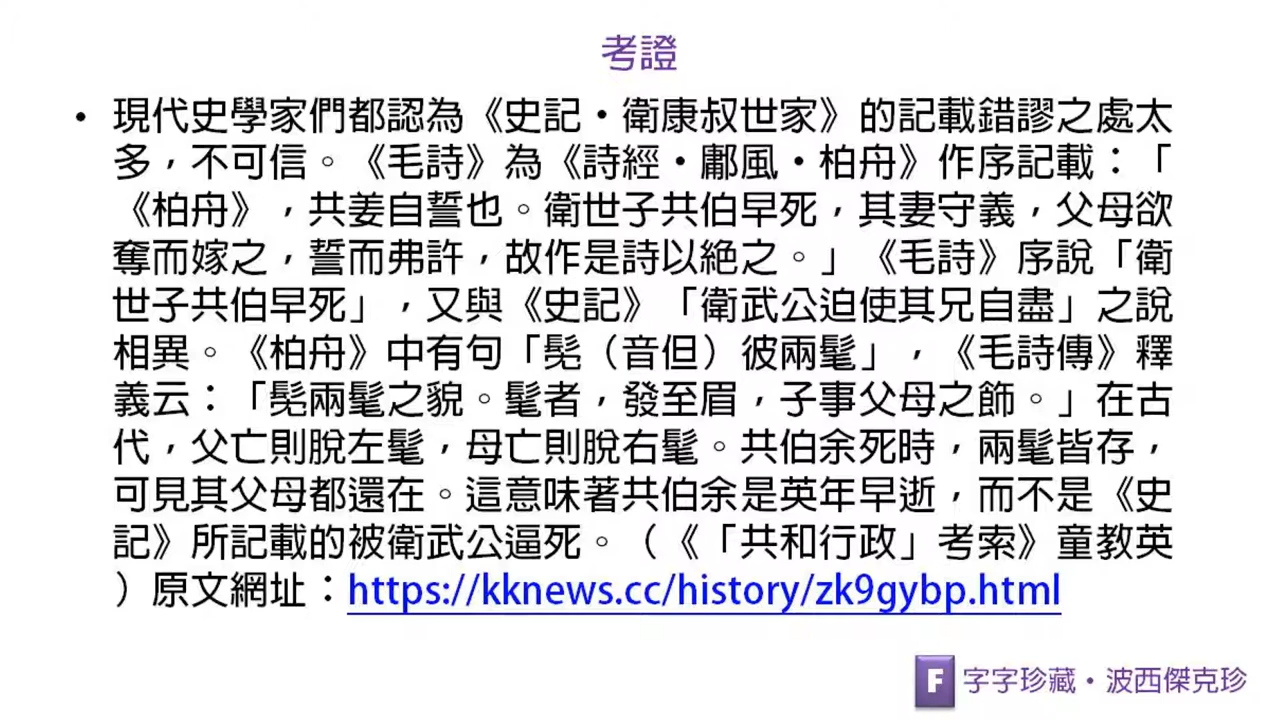 考證
• 現代史學家們都認為《史記•衛康叔世家》的記載錯謬之處太
多，不可信。《毛詩》為《詩經•鄘風•柏舟》作序記載：「
《柏舟》，共姜自誓也。衛世子共伯早死，其妻守義，父母欲
奪而嫁之，誓而弗許，故作是詩以絶之。」《毛詩》序說「衛
世子共伯早死」，又與《史記》「衛武公迫使其兄自盡」之說
相異。《柏舟》中有句「髧（音但）彼兩髦」，《毛詩傳》釋
義云：「髧兩髦之貌。髦者，發至眉，子事父母之飾。」在古
代，父亡則脫左髦，母亡則脫右髦。共伯余死時，兩髦皆存，
可見其父母都還在。這意味著共伯余是英年早逝，而不是《史
記》所記載的被衛武公逼死。（《「共和行政」考索》童教英
）原文網址：https://kknews.cc/history/zk9gybp.html
F 字字珍藏•波西傑克珍